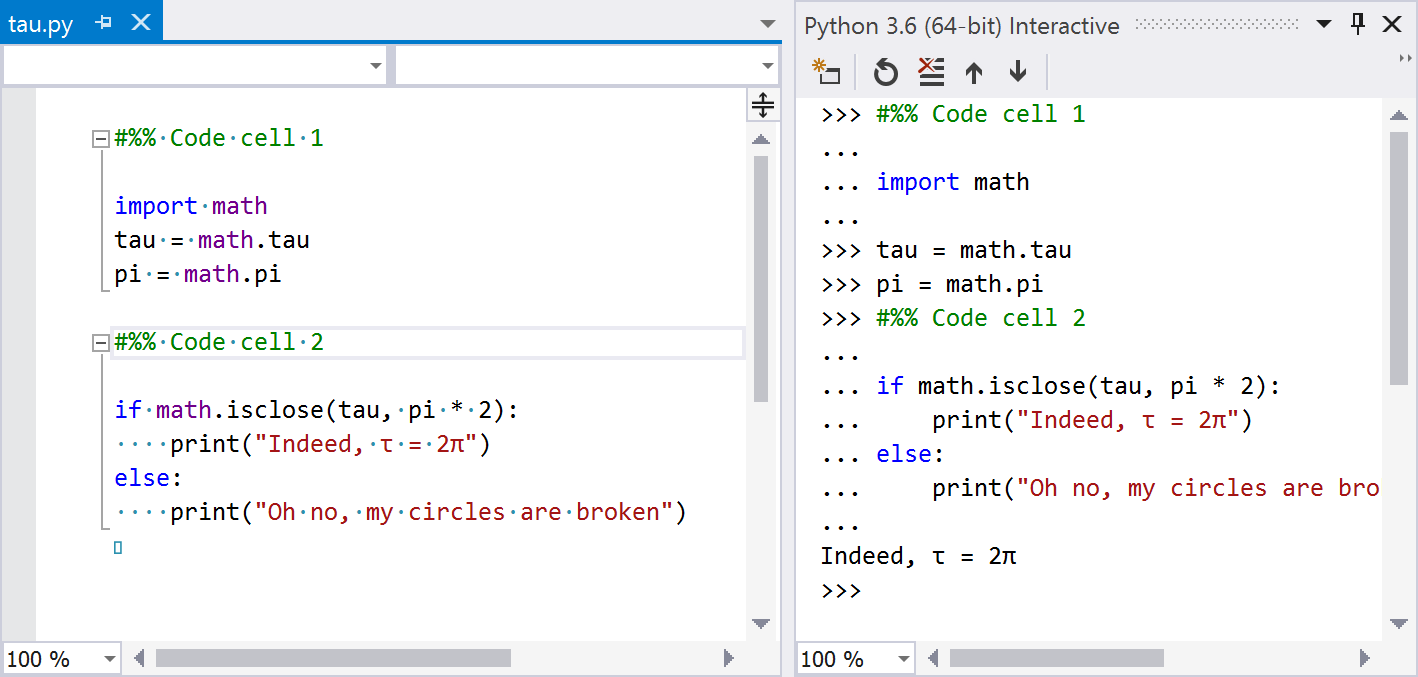 tau.py
#%% Code cell 1
import math
tau = math.tau
pi = math.pi
#%% Code cell 2
if math.isclose(tau, pi * 2):
    print("Indeed, τ = 2π")
else:
    print("Oh no, my circles are broken")
100 %
Python 3.6 (64-bit) Interactive
>>> #%% Code cell 1
...
... import math
...
>>> tau = math.tau
>>> pi = math.pi
>>> #%% Code cell 2
...
... if math.isclose(tau, pi * 2):
...     print("Indeed, τ = 2π")
... else:
...     print("Oh no, my circles are bro
...
Indeed, τ = 2π
>>>
100 %